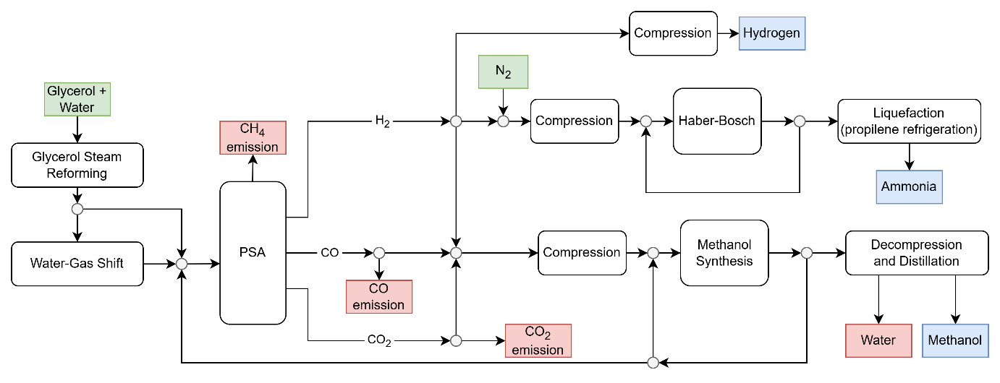 Compression
Hydrogen
N₂
Glycerol +
Water
Compression
Haber-Bosch
Liquefaction
(propilene refrigeration)
H₂
CH₄
emission
Glycerol Steam
Reforming
Ammonia
Water-Gas Shift
PSA
CO
Compression
Methanol
Synthesis
Decompression
and Distillation
CO
emission
CO₂
CO₂
emission
Water
Methanol